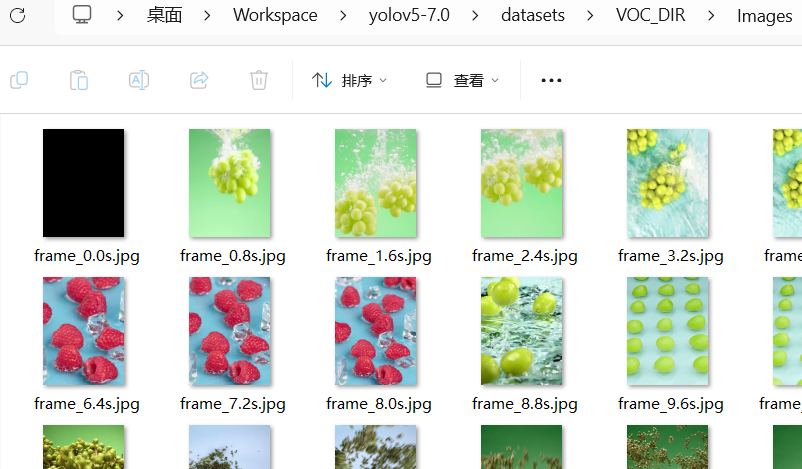 桌面 > Workspace > yolov5-7.0 > datasets > VOC_DIR > Images
排序 查看
frame_0.0s.jpg frame_0.8s.jpg frame_1.6s.jpg frame_2.4s.jpg frame_3.2s.jpg
frame_6.4s.jpg frame_7.2s.jpg frame_8.0s.jpg frame_8.8s.jpg frame_9.6s.jpg